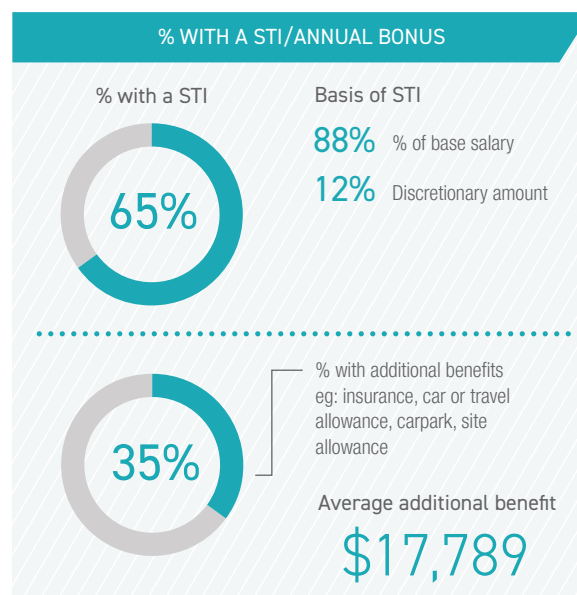 % WITH A STI/ANNUAL BONUS
% with a STI
65%
Basis of STI
88% % of base salary
12% Discretionary amount
35%
% with additional benefits
eg: insurance, car or travel
allowance, carpark, site
allowance
Average additional benefit
$17,789